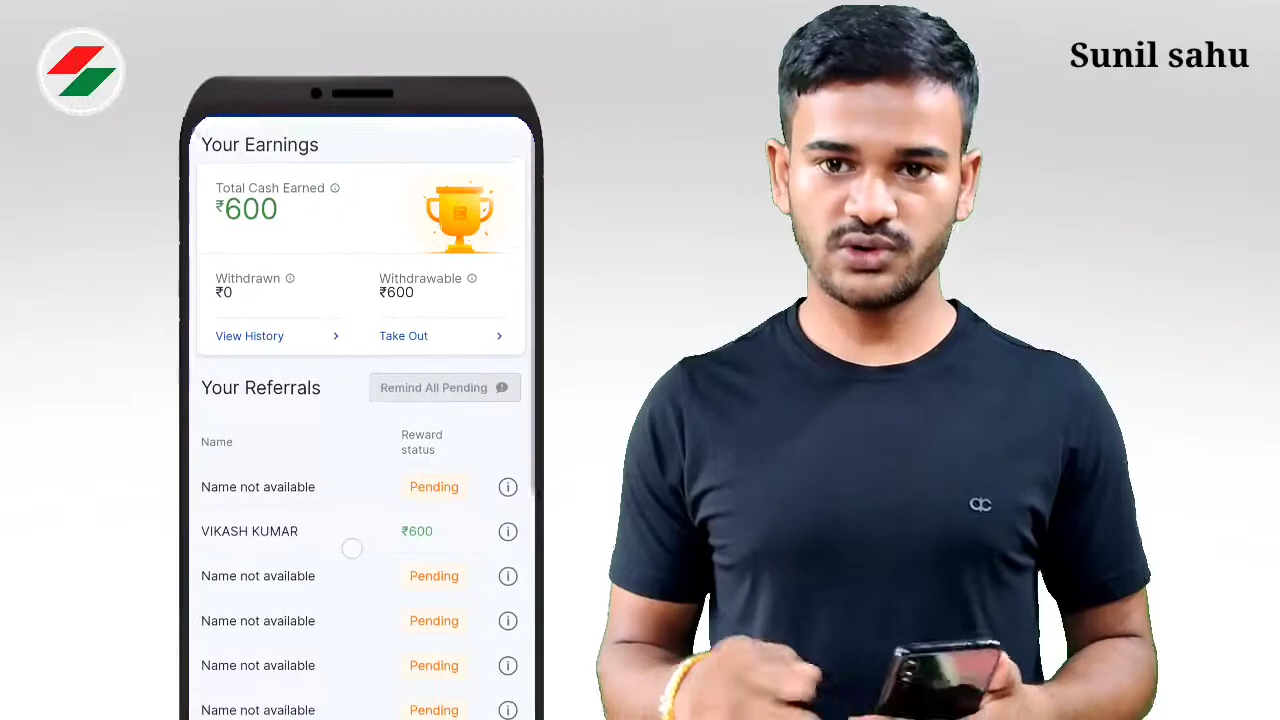 Sunil sahu
Your Earnings
Total Cash Earned
₹600
Withdrawn
₹0
Withdrawable
₹600
View History
Take Out
Your Referrals
Remind All Pending
Name
Reward
status
Name not available
Pending
VIKASH KUMAR
₹600
Name not available
Pending
Name not available
Pending
Name not available
Pending
Name not available
Pending